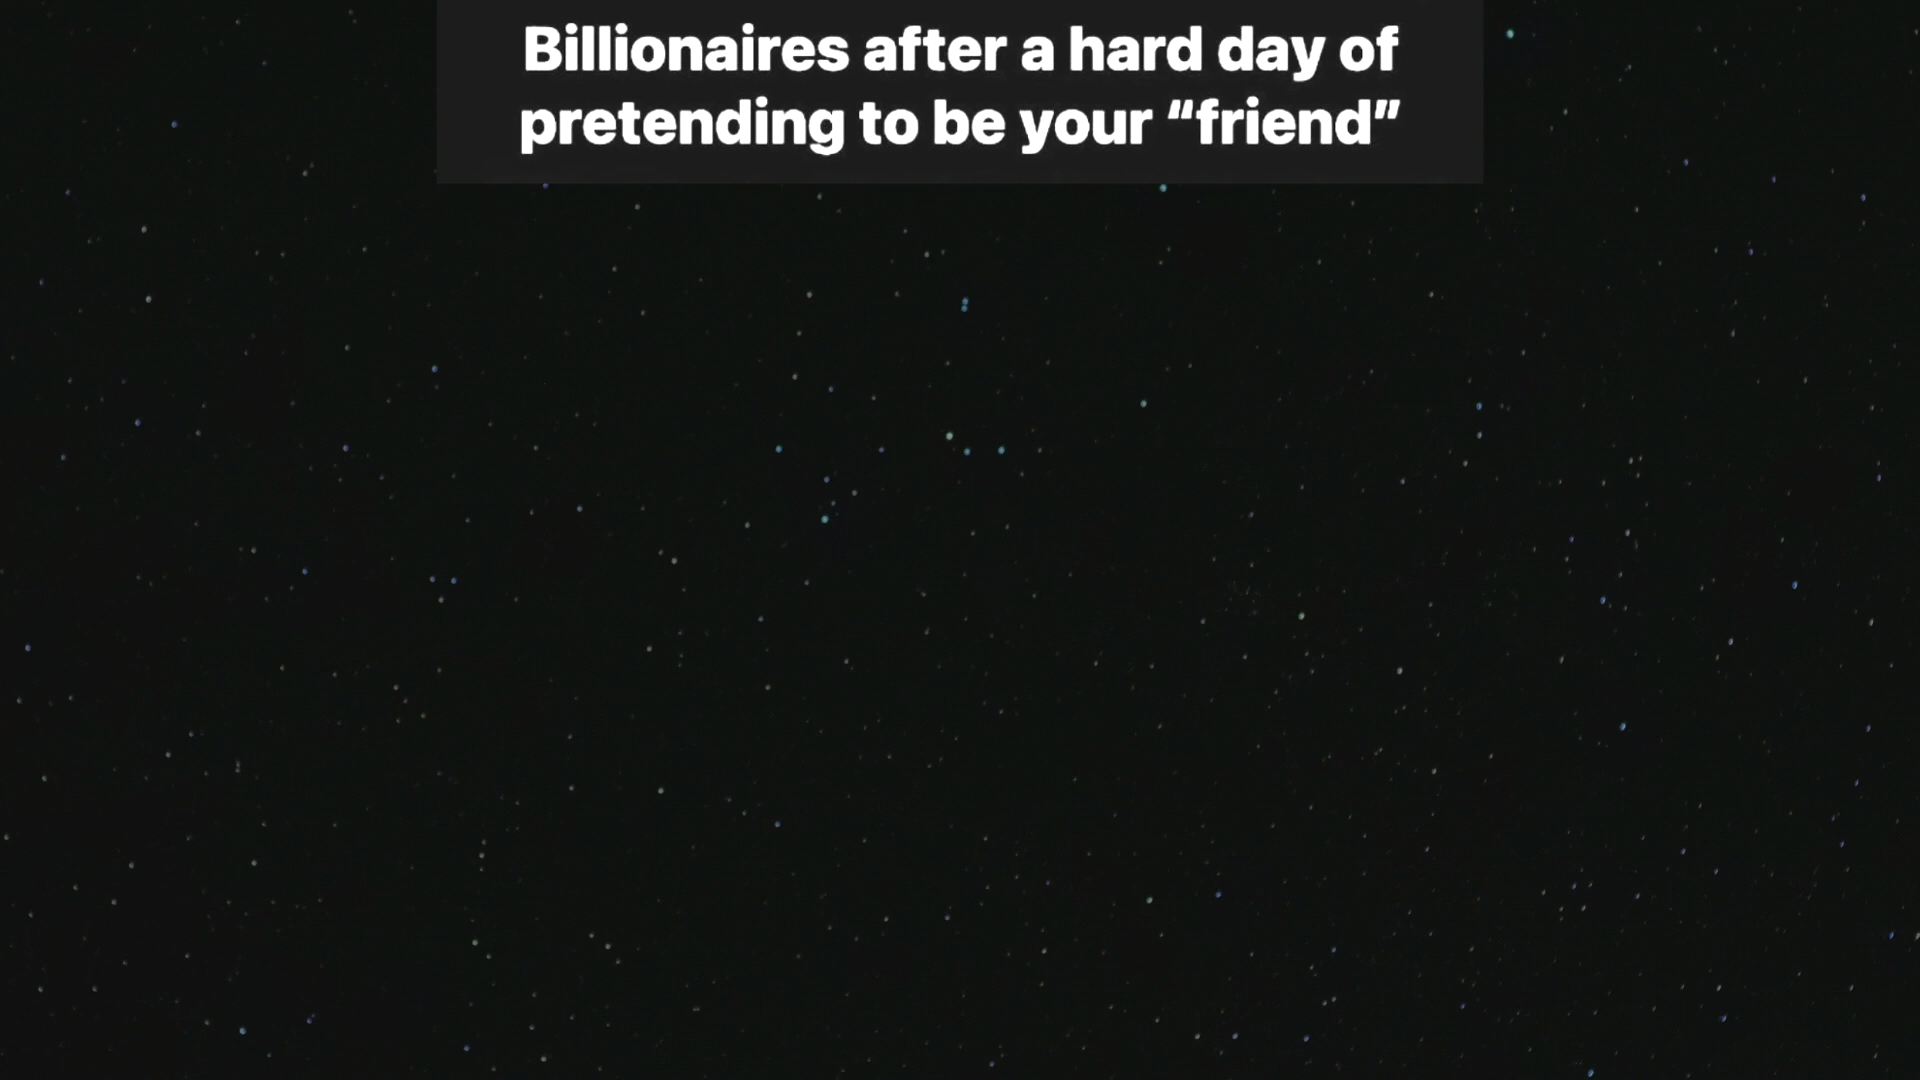 Billionaires after a hard day of
pretending to be your “friend”